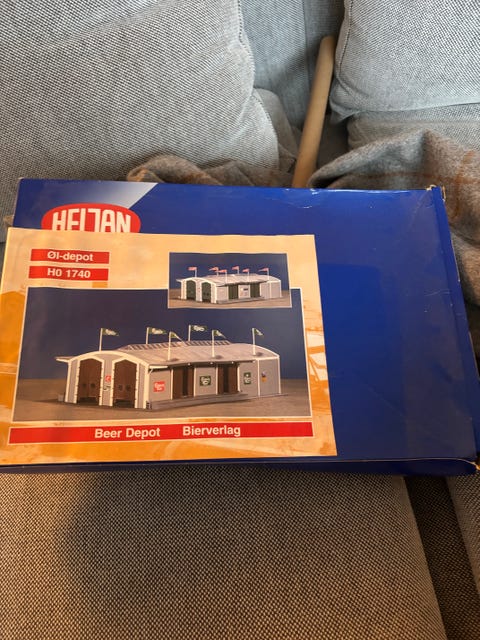 HELJAN
Øl-depot
H0 1740
Beer Depot Bierverlag